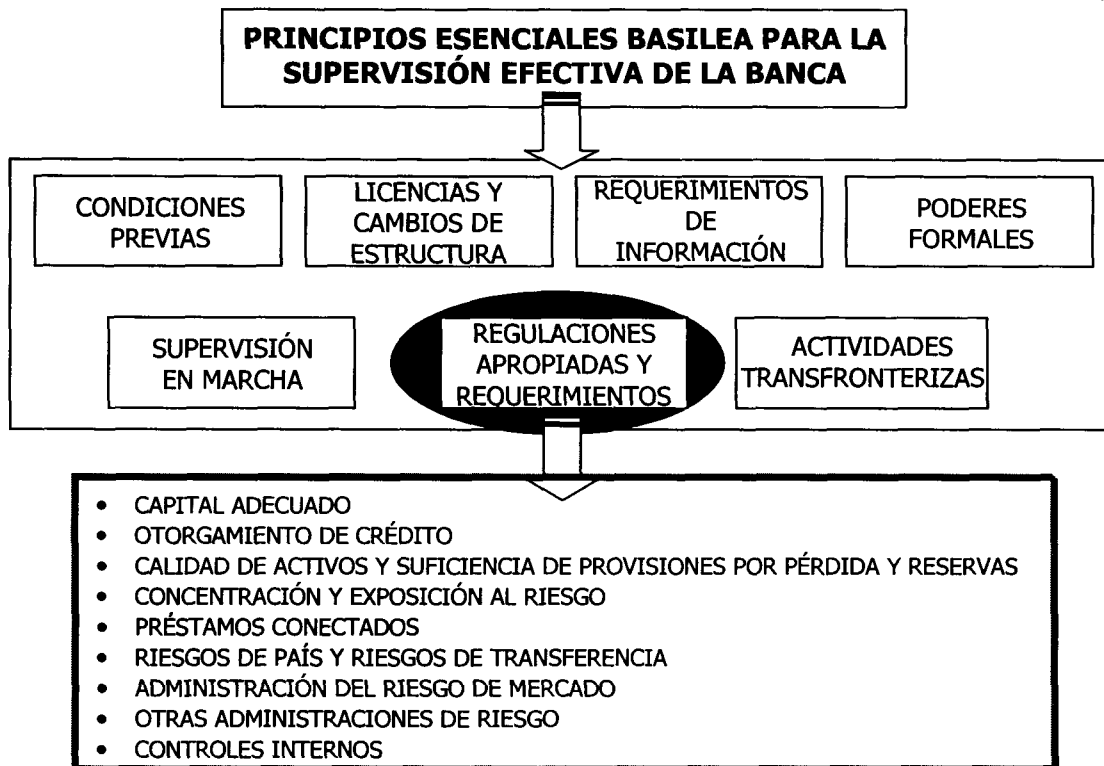 PRINCIPIOS ESENCIALES BASILEA PARA LA
SUPERVISIÓN EFECTIVA DE LA BANCA
CONDICIONES
PREVIAS
LICENCIAS Y
CAMBIOS DE
ESTRUCTURA
REQUERIMIENTOS
DE
INFORMACIÓN
PODERES
FORMALES
SUPERVISIÓN
EN MARCHA
REGULACIONES
APROPIADAS Y
REQUERIMIENTOS
ACTIVIDADES
TRANSFRONTERIZAS
• CAPITAL ADECUADO
• OTORGAMIENTO DE CRÉDITO
• CALIDAD DE ACTIVOS Y SUFICIENCIA DE PROVISIONES POR PÉRDIDA Y RESERVAS
• CONCENTRACIÓN Y EXPOSICIÓN AL RIESGO
• PRÉSTAMOS CONECTADOS
• RIESGOS DE PAÍS Y RIESGOS DE TRANSFERENCIA
• ADMINISTRACIÓN DEL RIESGO DE MERCADO
• OTRAS ADMINISTRACIONES DE RIESGO
• CONTROLES INTERNOS